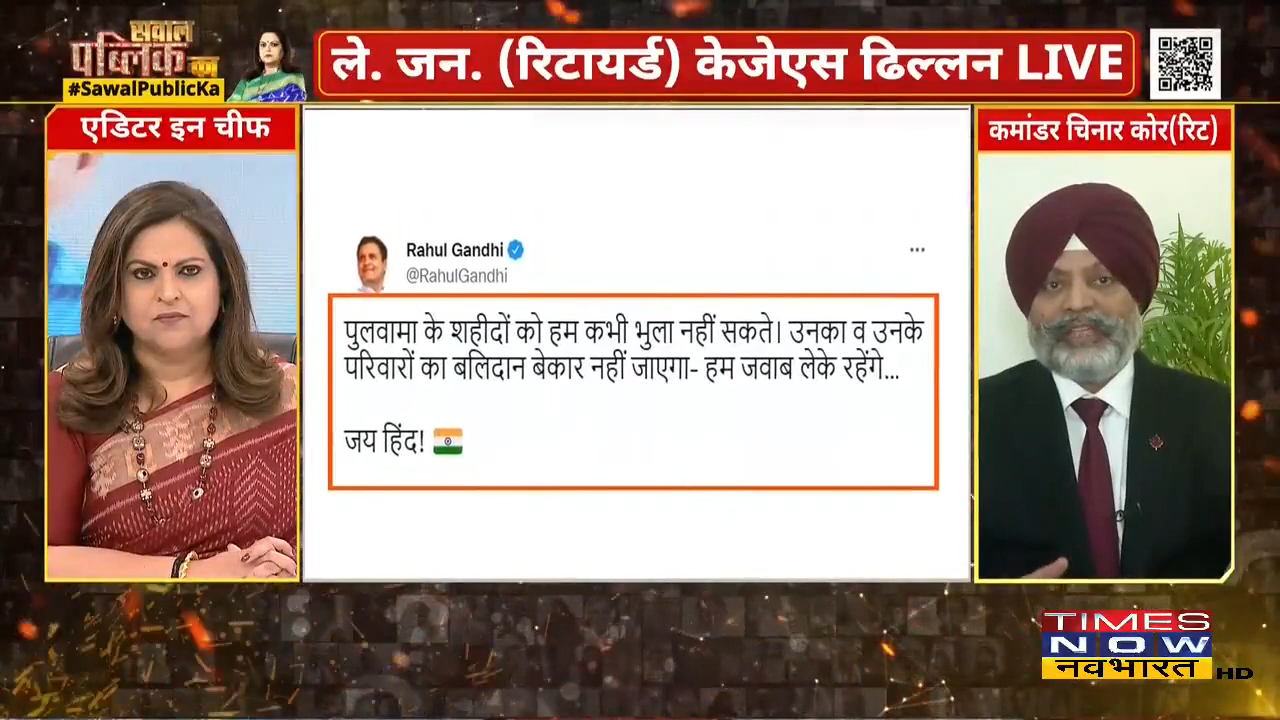 सवाल
पब्लिक का
#SawalPublicKa
ले. जन. (रिटायर्ड) केजेएस ढिल्लन LIVE
एडिटर इन चीफ
कमांडर चिनार कोर(रिट)
Rahul Gandhi
@RahulGandhi
पुलवामा के शहीदों को हम कभी भुला नहीं सकते। उनका व उनके
परिवारों का बलिदान बेकार नहीं जाएगा- हम जवाब लेके रहेंगे...
जय हिंद! 🇮🇳
TIMES
NOW
नवभारत HD